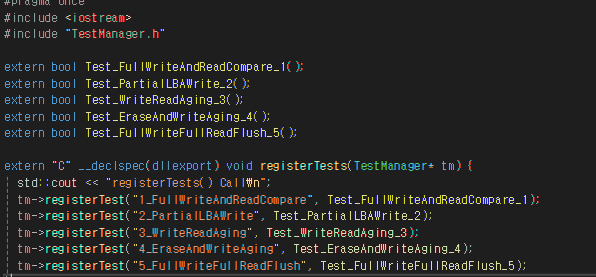 #pragma once
#include <iostream>
#include "TestManager.h"
extern bool Test_FullWriteAndReadCompare_1();
extern bool Test_PartialLBAWrite_2();
extern bool Test_WriteReadAging_3();
extern bool Test_EraseAndWriteAging_4();
extern bool Test_FullWriteFullReadFlush_5();
extern "C" __declspec(dllexport) void registerTests(TestManager* tm) {
std::cout << "registerTests() Call₩n";
tm->registerTest("1_FullWriteAndReadCompare", Test_FullWriteAndReadCompare_1);
tm->registerTest("2_PartialLBAWrite", Test_PartialLBAWrite_2);
tm->registerTest("3_WriteReadAging", Test_WriteReadAging_3);
tm->registerTest("4_EraseAndWriteAging", Test_EraseAndWriteAging_4);
tm->registerTest("5_FullWriteFullReadFlush", Test_FullWriteFullReadFlush_5);